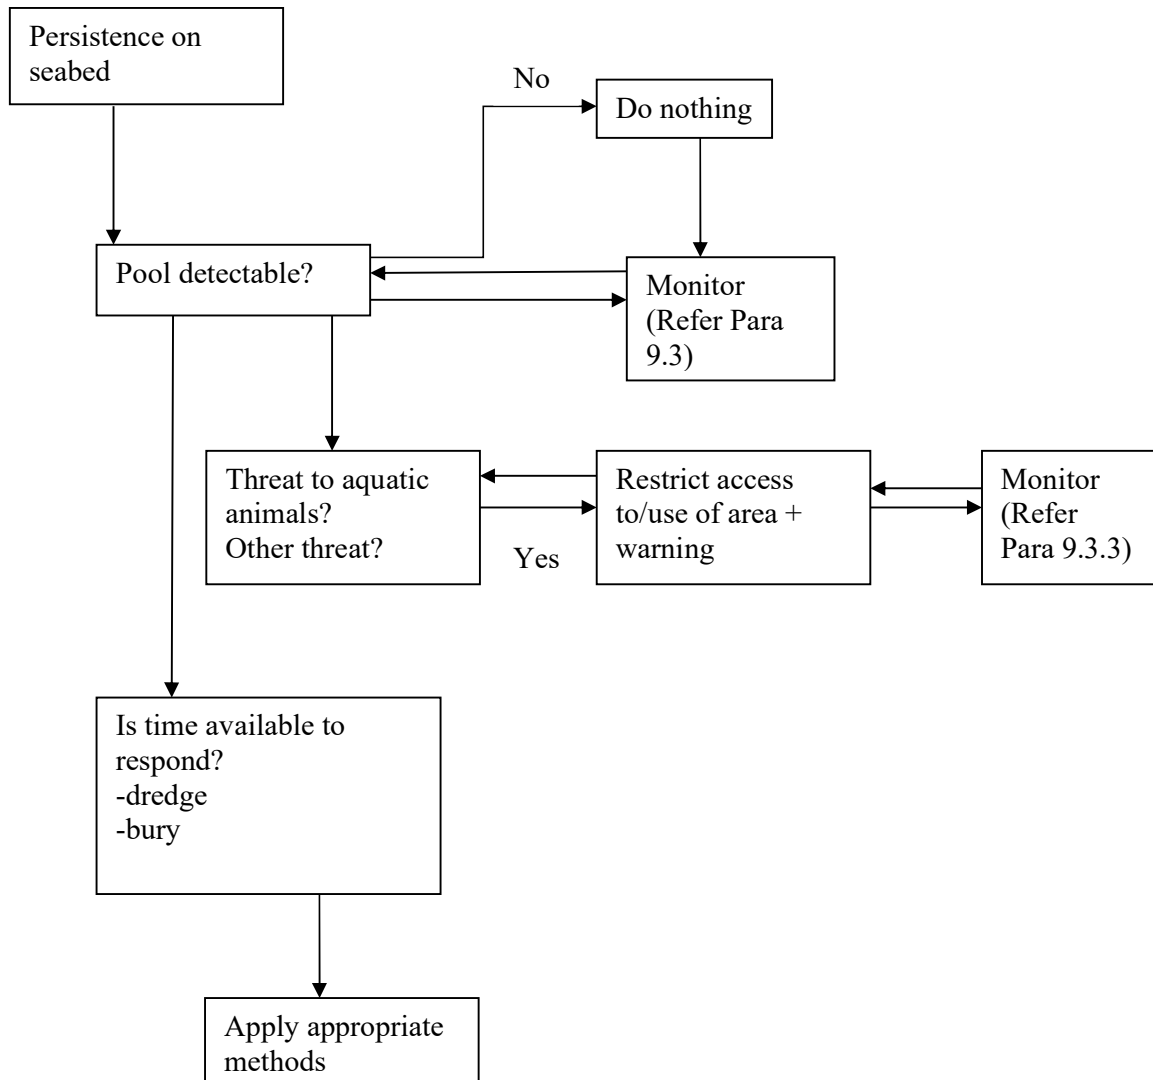 Persistence on
seabed
No
Do nothing
Pool detectable?
Monitor
(Refer Para
9.3)
Threat to aquatic
animals?
Other threat?
Yes
Restrict access
to/use of area +
warning
Monitor
(Refer
Para 9.3.3)
Is time available to
respond?
-dredge
-bury
Apply appropriate
methods